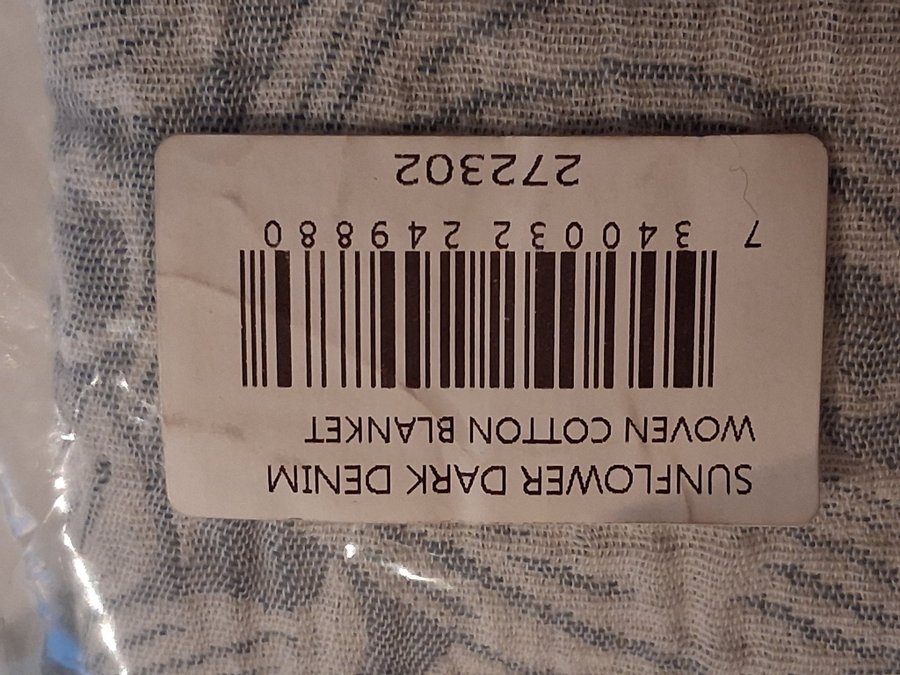 SUNFLOWER DARK DENIM
WOVEN COTTON BLANKET
7 340032 249880
272302